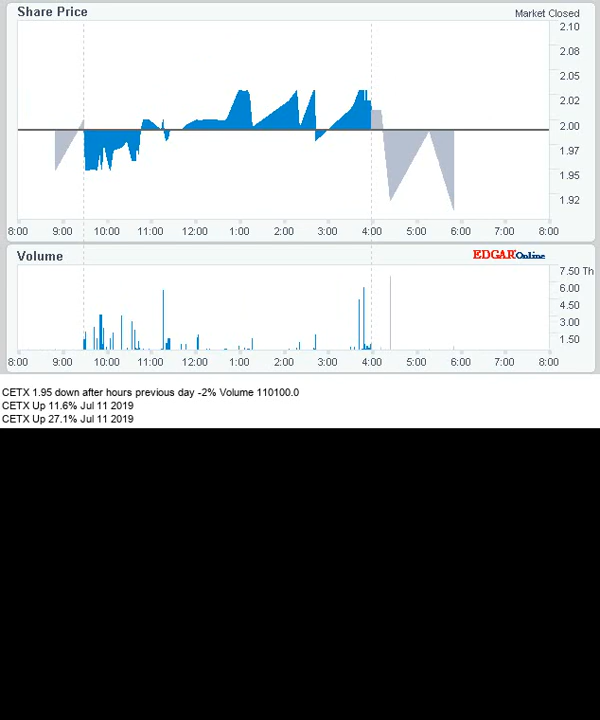 Share Price
Market Closed
2.10
2.08
2.05
2.02
2.00
1.97
1.95
1.92
8:00 9:00 10:00 11:00 12:00 1:00 2:00 3:00 4:00 5:00 6:00 7:00 8:00
Volume
EDGAR Online
7.50 Th
6.00
4.50
3.00
1.50
8:00 9:00 10:00 11:00 12:00 1:00 2:00 3:00 4:00 5:00 6:00 7:00 8:00
CETX 1.95 down after hours previous day -2% Volume 110100.0
CETX Up 11.6% Jul 11 2019
CETX Up 27.1% Jul 11 2019